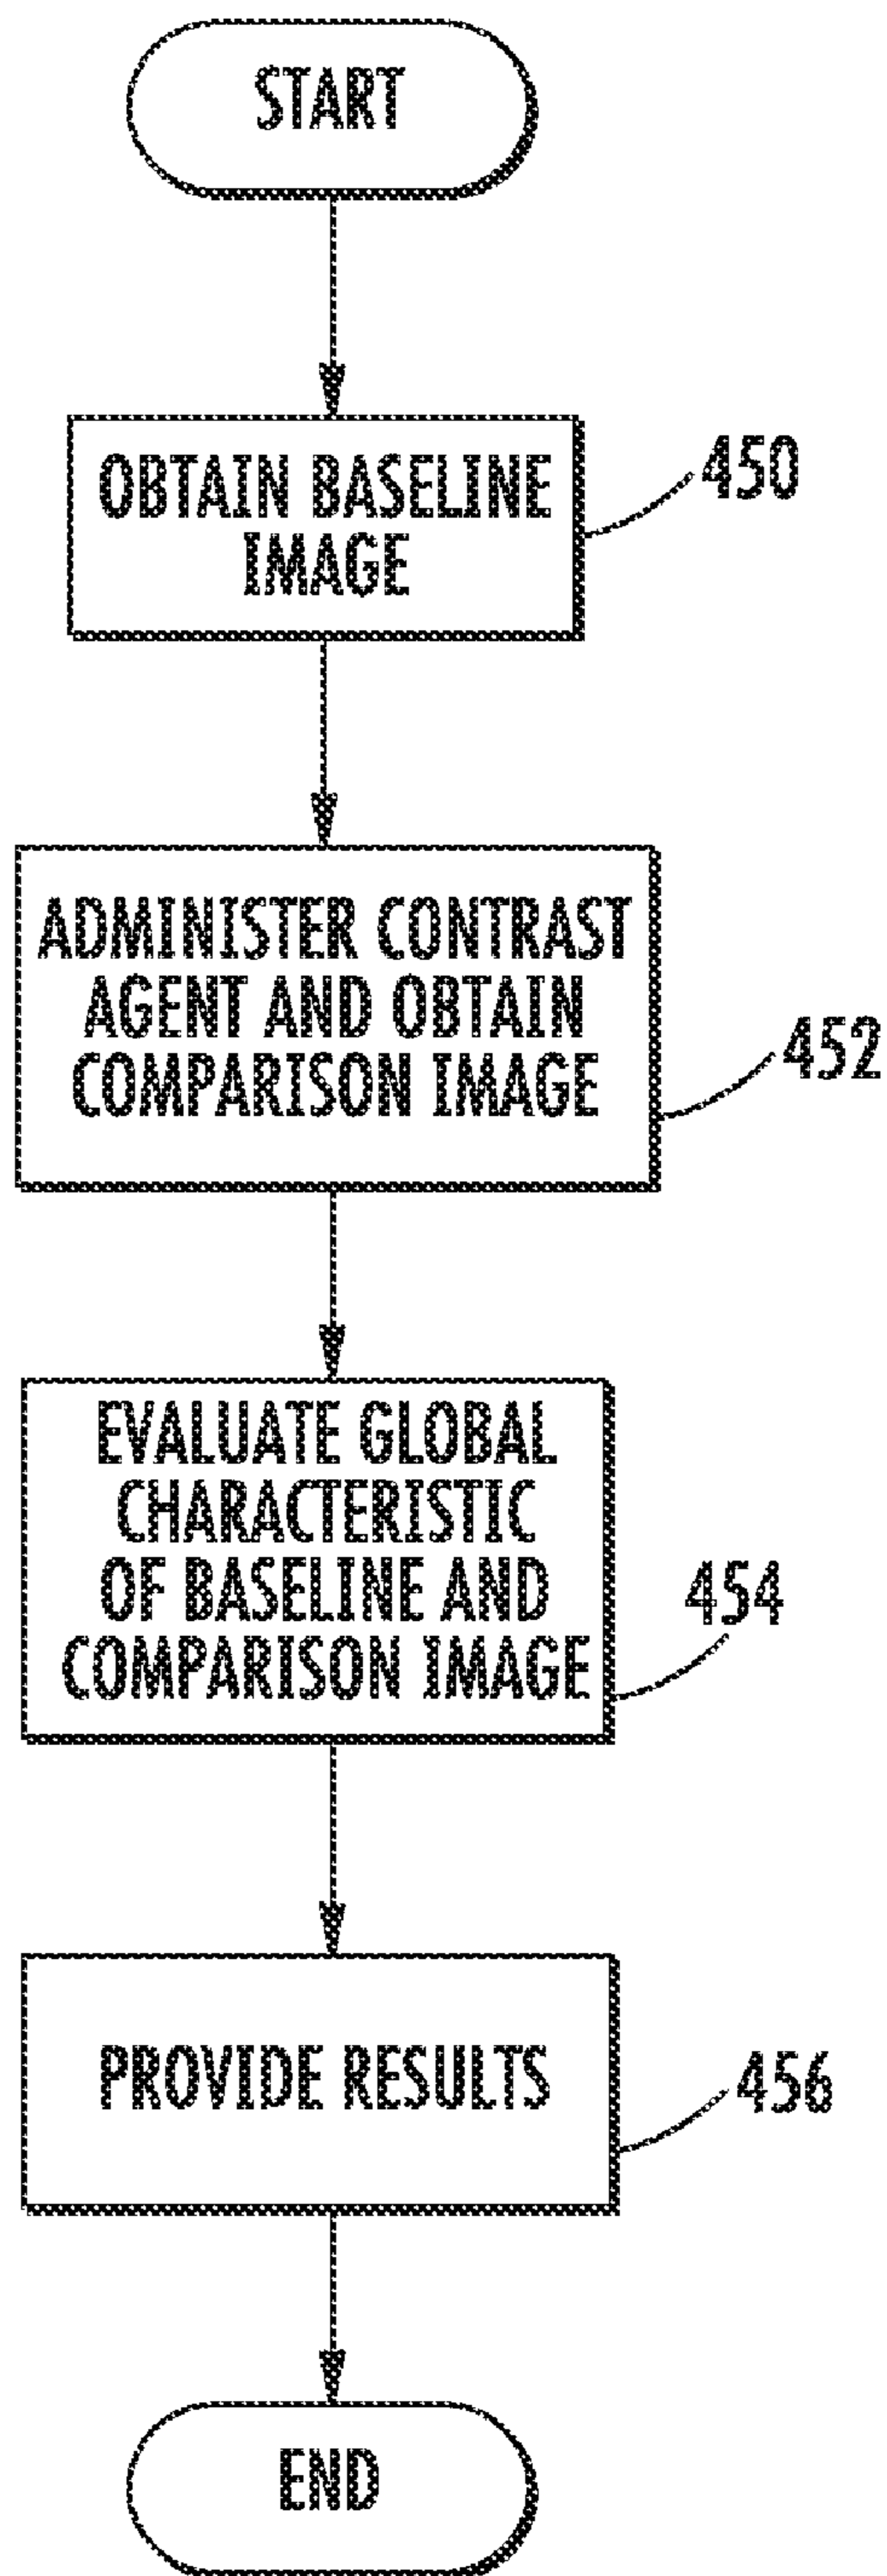 START
OBTAIN BASELINE
IMAGE
450
ADMINISTER CONTRAST
AGENT AND OBTAIN
COMPARISON IMAGE
452
EVALUATE GLOBAL
CHARACTERISTIC
OF BASELINE AND
COMPARISON IMAGE
454
PROVIDE RESULTS
456
END